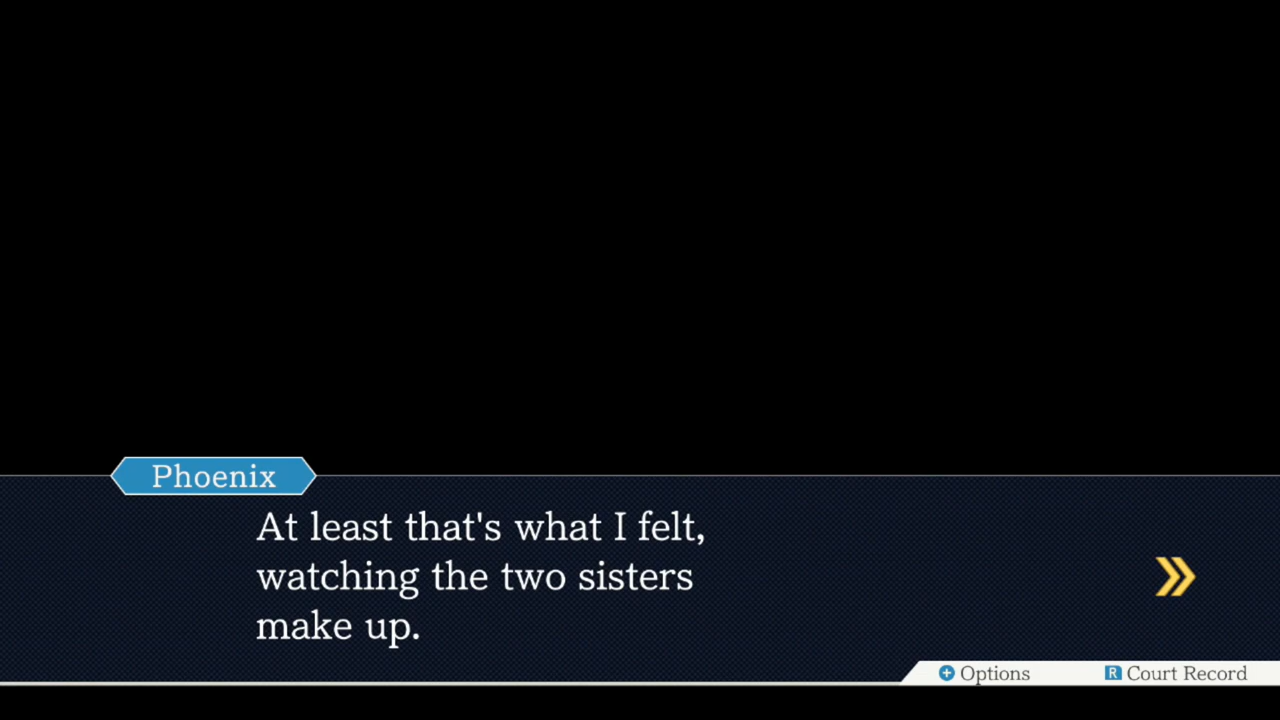 Phoenix
At least that's what I felt,
watching the two sisters
make up.
+ Options
R Court Record